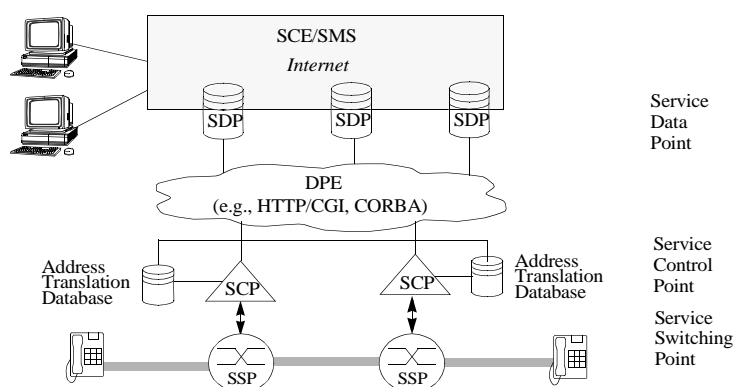 SCE/SMS
Internet
SDP
SDP
SDP
Service
Data
Point
DPE
(e.g., HTTP/CGI, CORBA)
Address
Translation
Database
SCP
SCP
Address
Translation
Database
Service
Control
Point
Service
Switching
Point
SSP
SSP